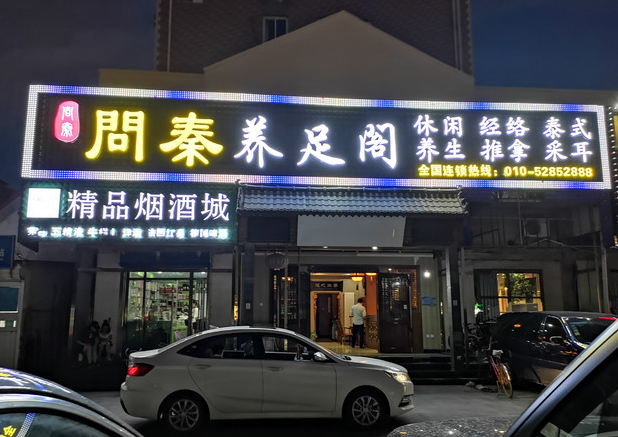 問秦
問秦养足阁
休闲 经络 泰式
养生 推拿 采耳
全国连锁热线：010-52852888
精品烟酒城